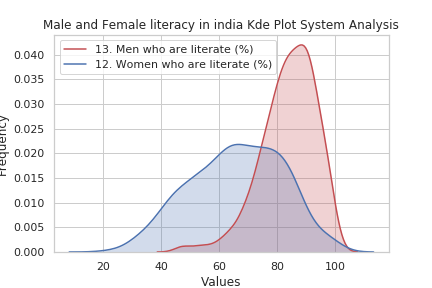 Male and Female literacy in india Kde Plot System Analysis
13. Men who are literate (%)
12. Women who are literate (%)
0.040
0.035
0.030
0.025
0.020
0.015
0.010
0.005
0.000
Frequency
20 40 60 80 100
Values